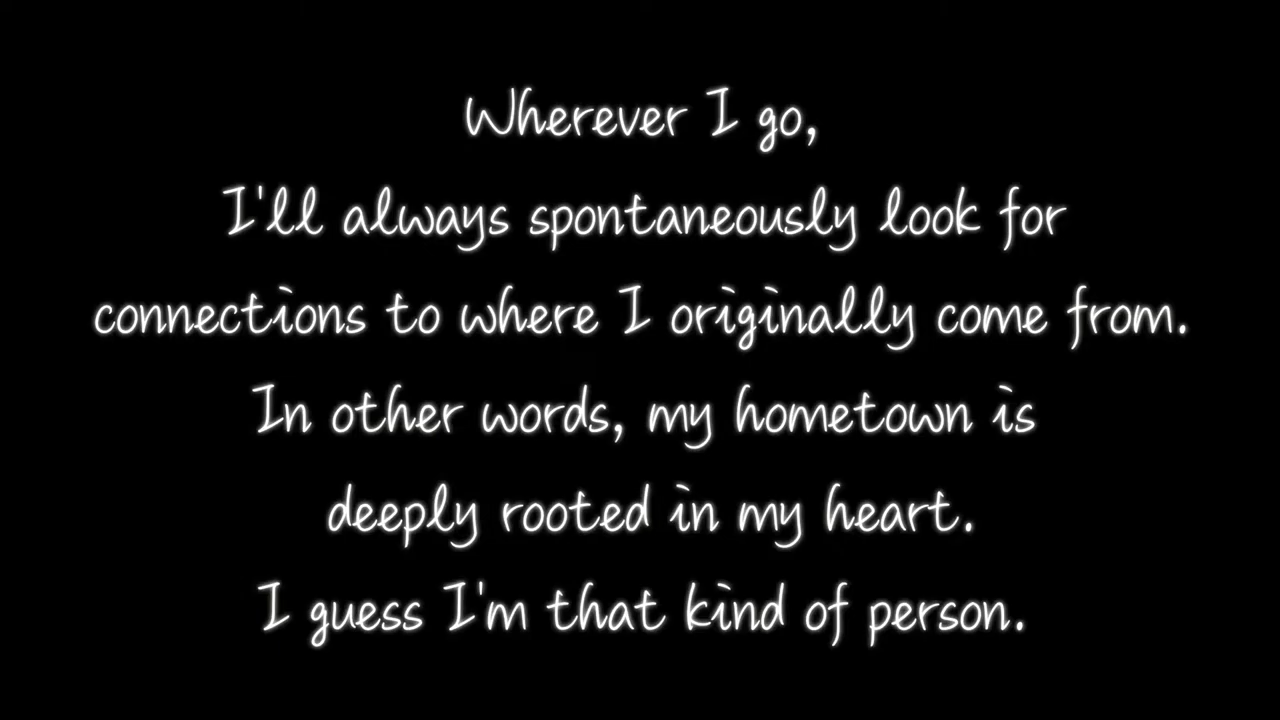 Wherever I go,
I'll always spontaneously look for
connections to where I originally come from.
In other words, my hometown is
deeply rooted in my heart.
I guess I'm that kind of person.